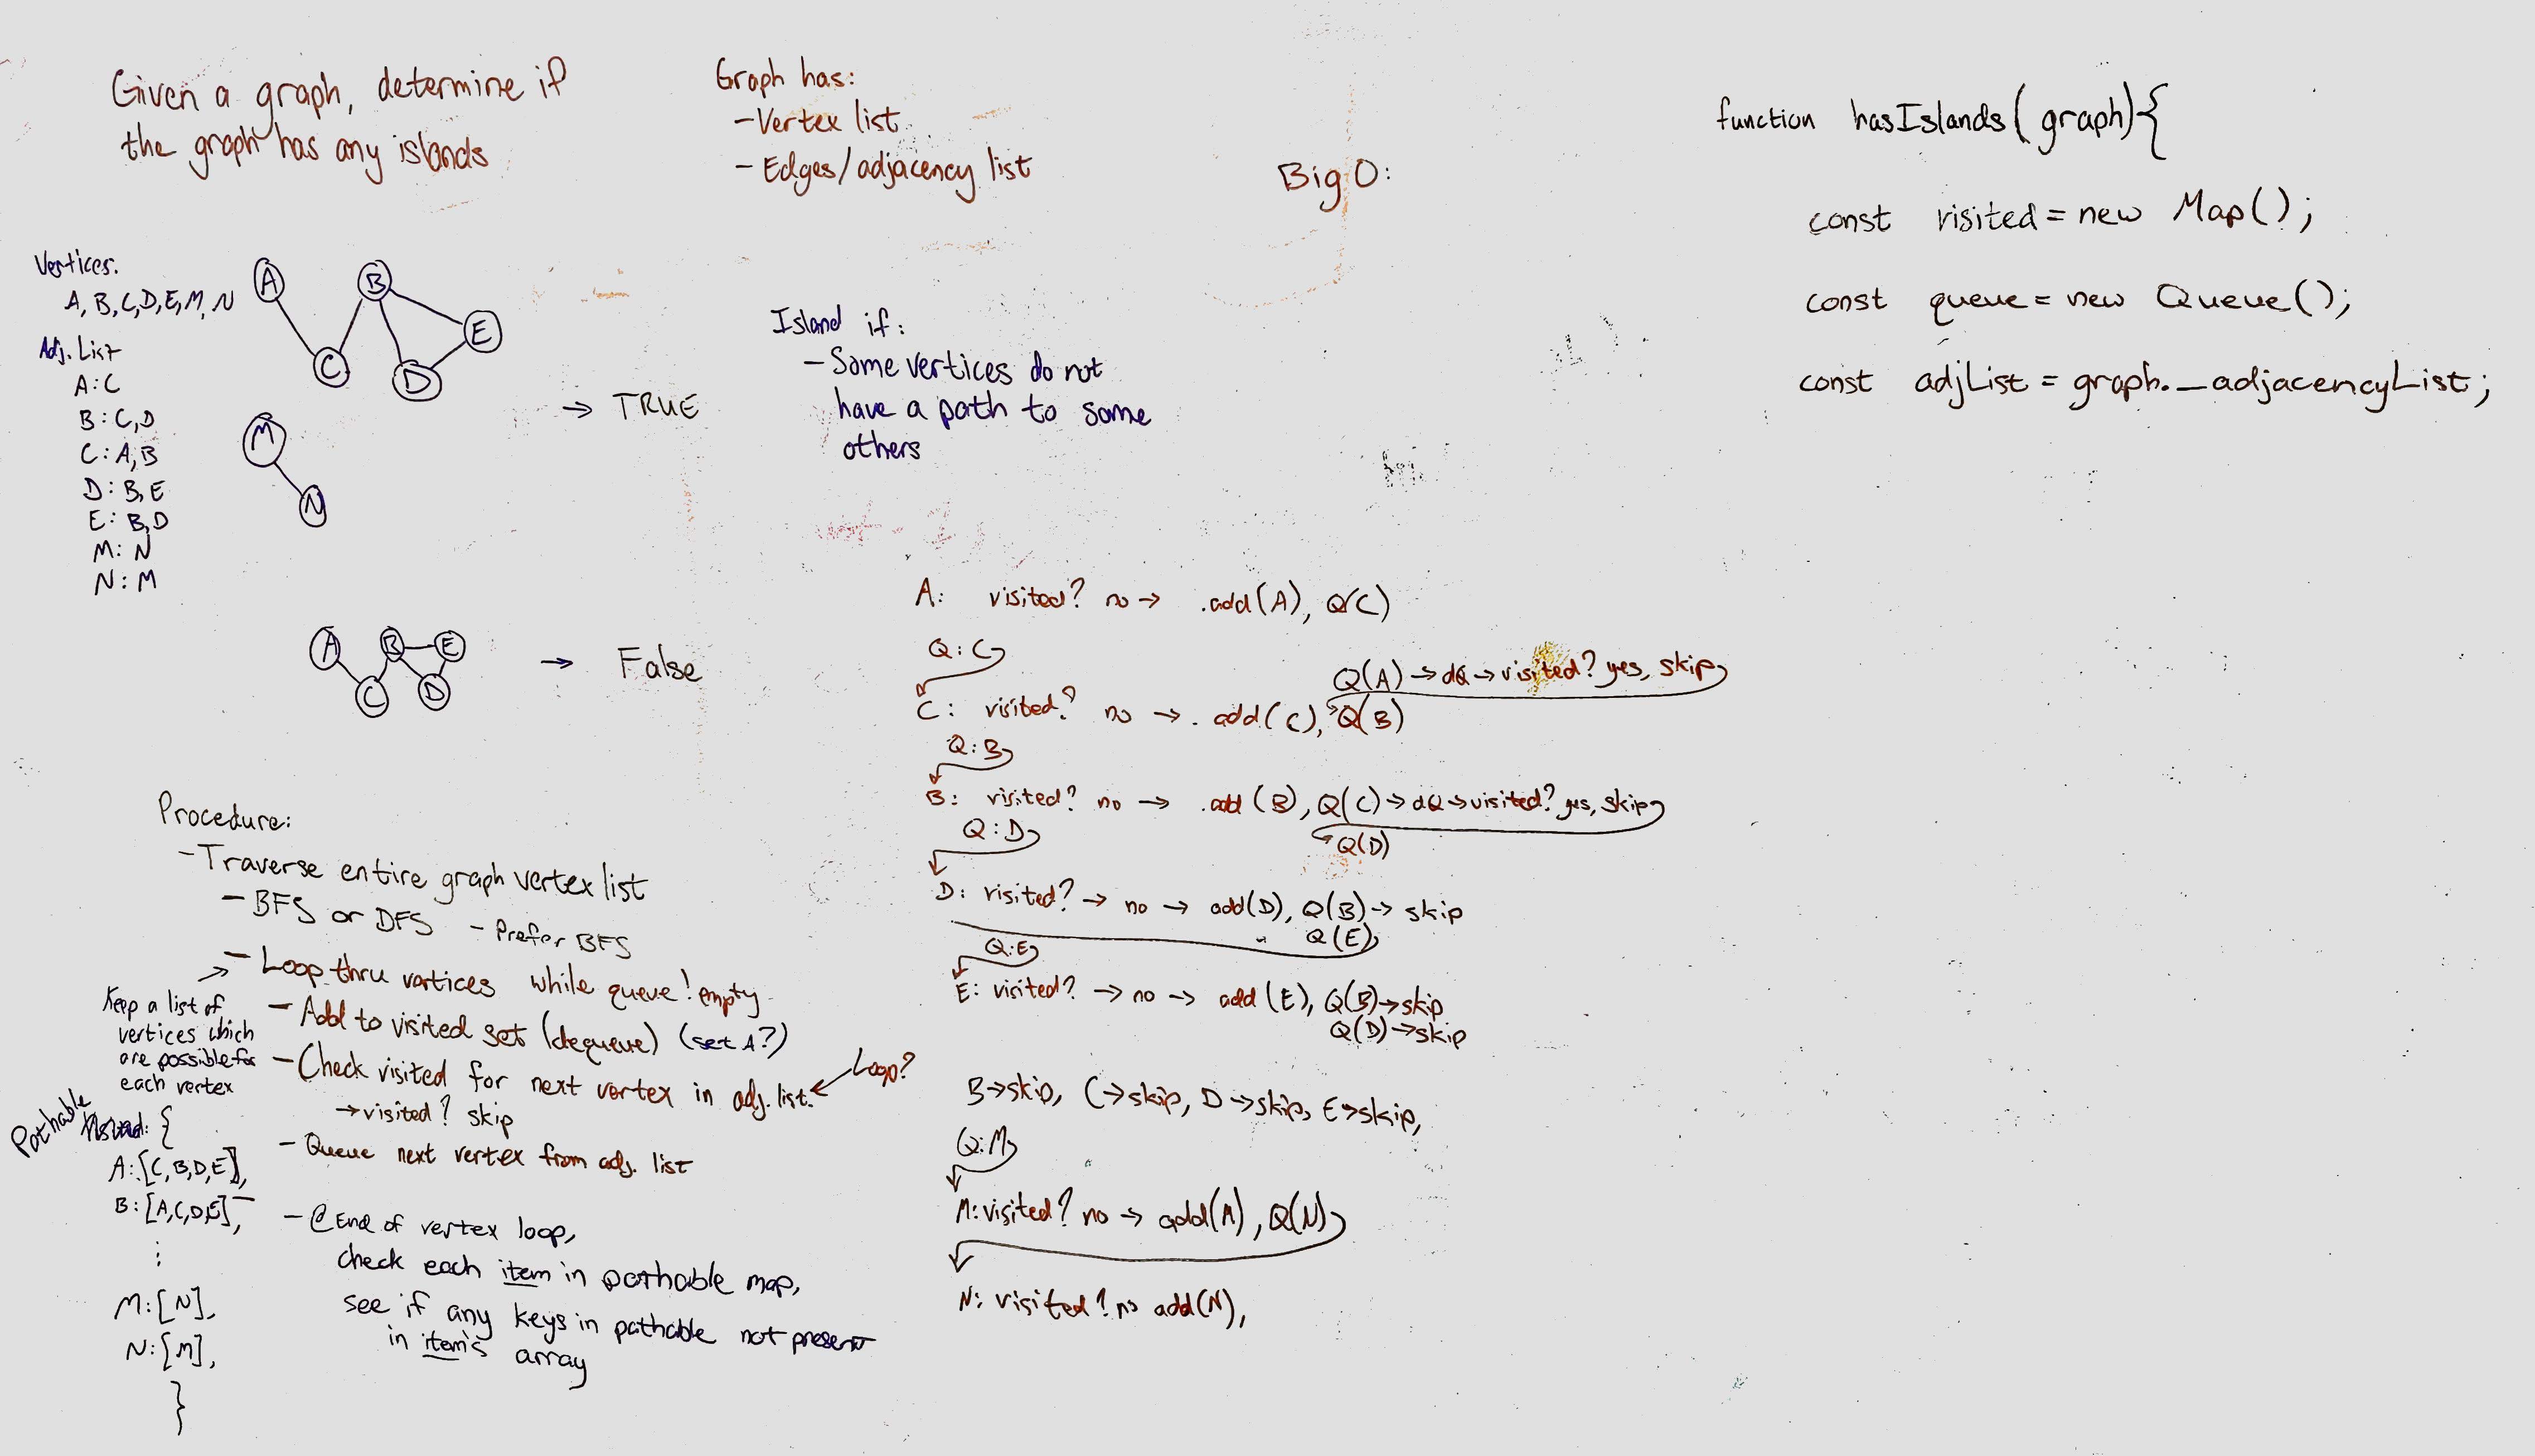 Given a graph, determine if
the graph has any islands
Graph has:
-Vertex list
- Edges/adjacency list
Big O:
function hasIslands(graph){
const visited = new Map();
const queue = new Queue();
const adjList = graph._adjacencyList;
Vertices:
A, B, C, D, E, M, N
Adj. List
A:C
B:C,D
C:A,B
D:B,E
E:B,D
M:N
N:M
A
B
E
C
D
M
N
→ TRUE
Island if:
- Some vertices do not
have a path to some
others
A
B
E
C
D
→ False
Procedure:
-Traverse entire graph vertex list
- BFS or DFS - Prefer BFS
- Loop thru vertices while queue !empty
- Add to visited set (dequeue) (set A?)
- Check visited for next vertex in adj. list.
Loop?
→visited? skip
- Queue next vertex from adj. list
- @End of vertex loop,
check each item in pathable map,
see if any keys in pathable not present
in item's array
Keep a list of
vertices which
are possible for
each vertex
Pathable
{
A:[C,B,D,E],
B:[A,C,D,E],
⋮
M:[N],
N:[M],
}
A: visited? no → .add(A), Q(C)
Q:C
Q(A)→dQ→visited? yes, skip
C: visited? no → .add(C), Q(B)
Q:B
B: visited? no → .add(B), Q(C)→dQ→visited? yes, skip
Q:D
Q(D)
D: visited? → no → add(D), Q(B)→ skip
Q(E)
Q:E
E: visited? → no → add(E), Q(B)→skip
Q(D)→skip
B→skip, C→skip, D→skip, E→skip,
Q:M
M: visited? no → add(M), Q(N)
N: visited? no add(N),